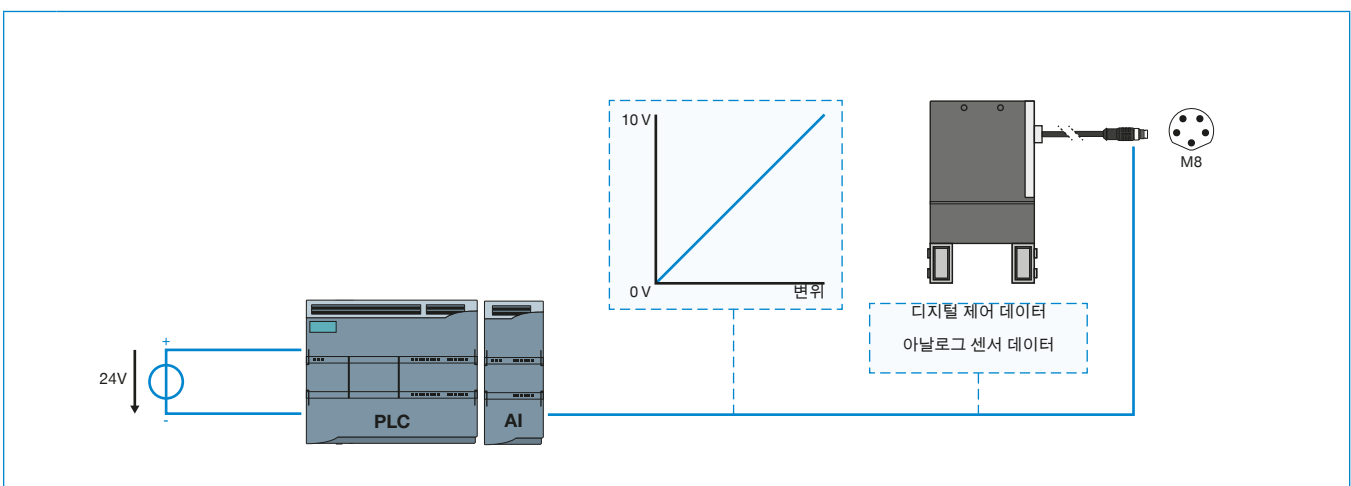 10 V
0 V
변위
M8
디지털 제어 데이터
아날로그 센서 데이터
+
24V
-
PLC
AI